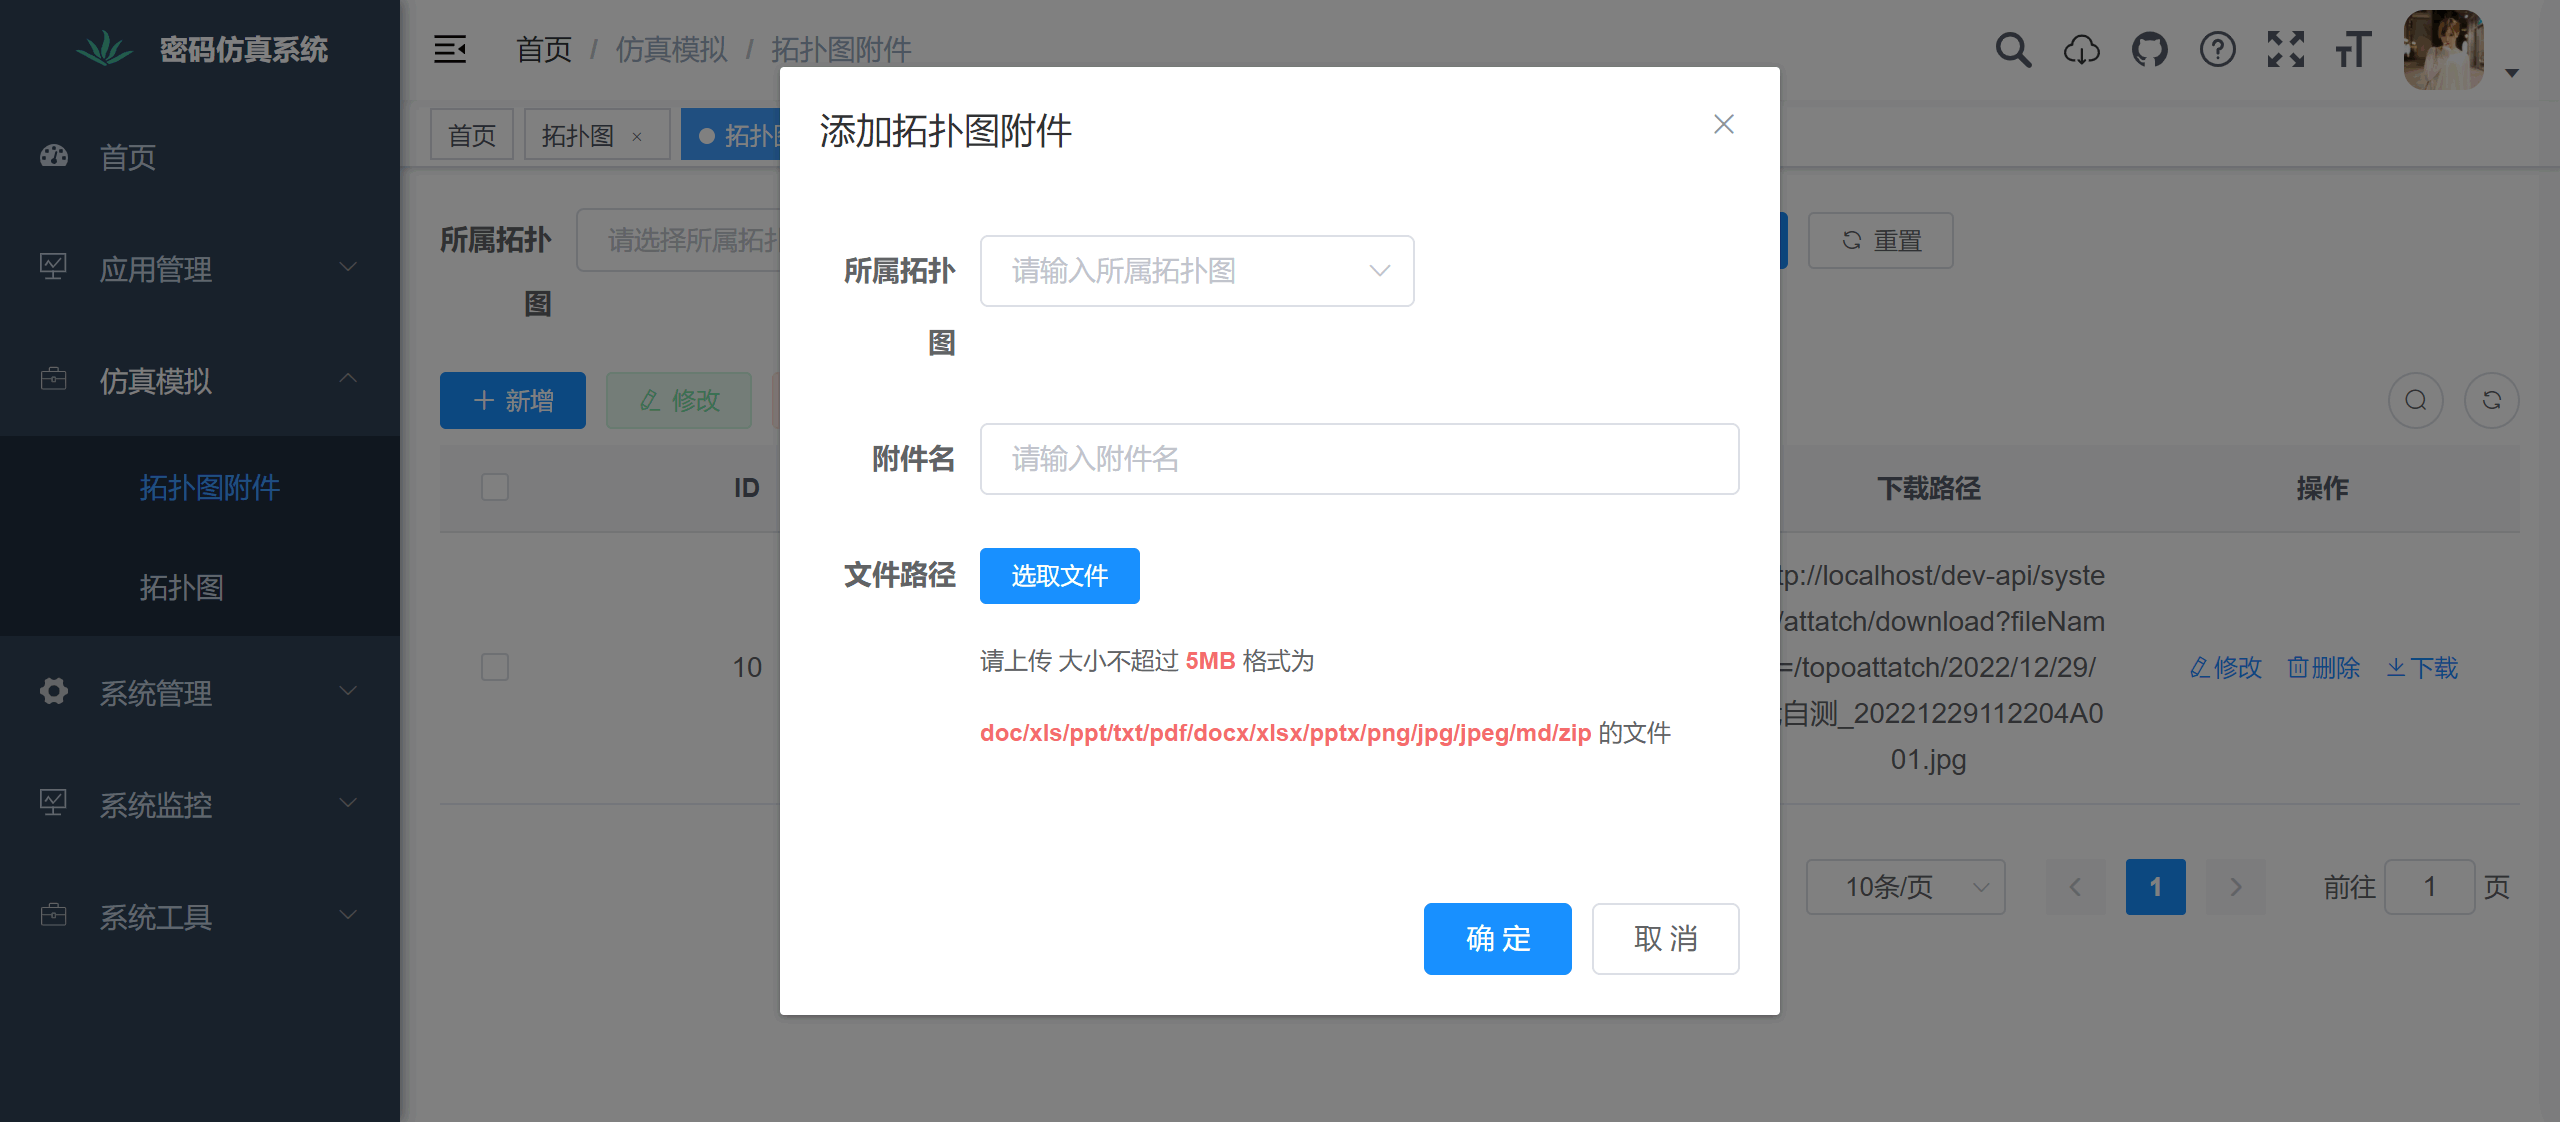 密码仿真系统
首页 / 仿真模拟 / 拓扑图附件
首页
拓扑图 ×
拓扑
首页
应用管理
仿真模拟
拓扑图附件
拓扑图
系统管理
系统监控
系统工具
所属拓扑
图
请选择所属拓
重置
新增
修改
ID
下载路径
操作
10
tp://localhost/dev-api/syste
/attatch/download?fileNam
=/topoattatch/2022/12/29/
自测_20221229112204A0
01.jpg
修改 删除 下载
10条/页
1
前往 1 页
添加拓扑图附件
所属拓扑
图
请输入所属拓扑图
附件名
请输入附件名
文件路径
选取文件
请上传 大小不超过 5MB 格式为
doc/xls/ppt/txt/pdf/docx/xlsx/pptx/png/jpg/jpeg/md/zip 的文件
确 定
取 消